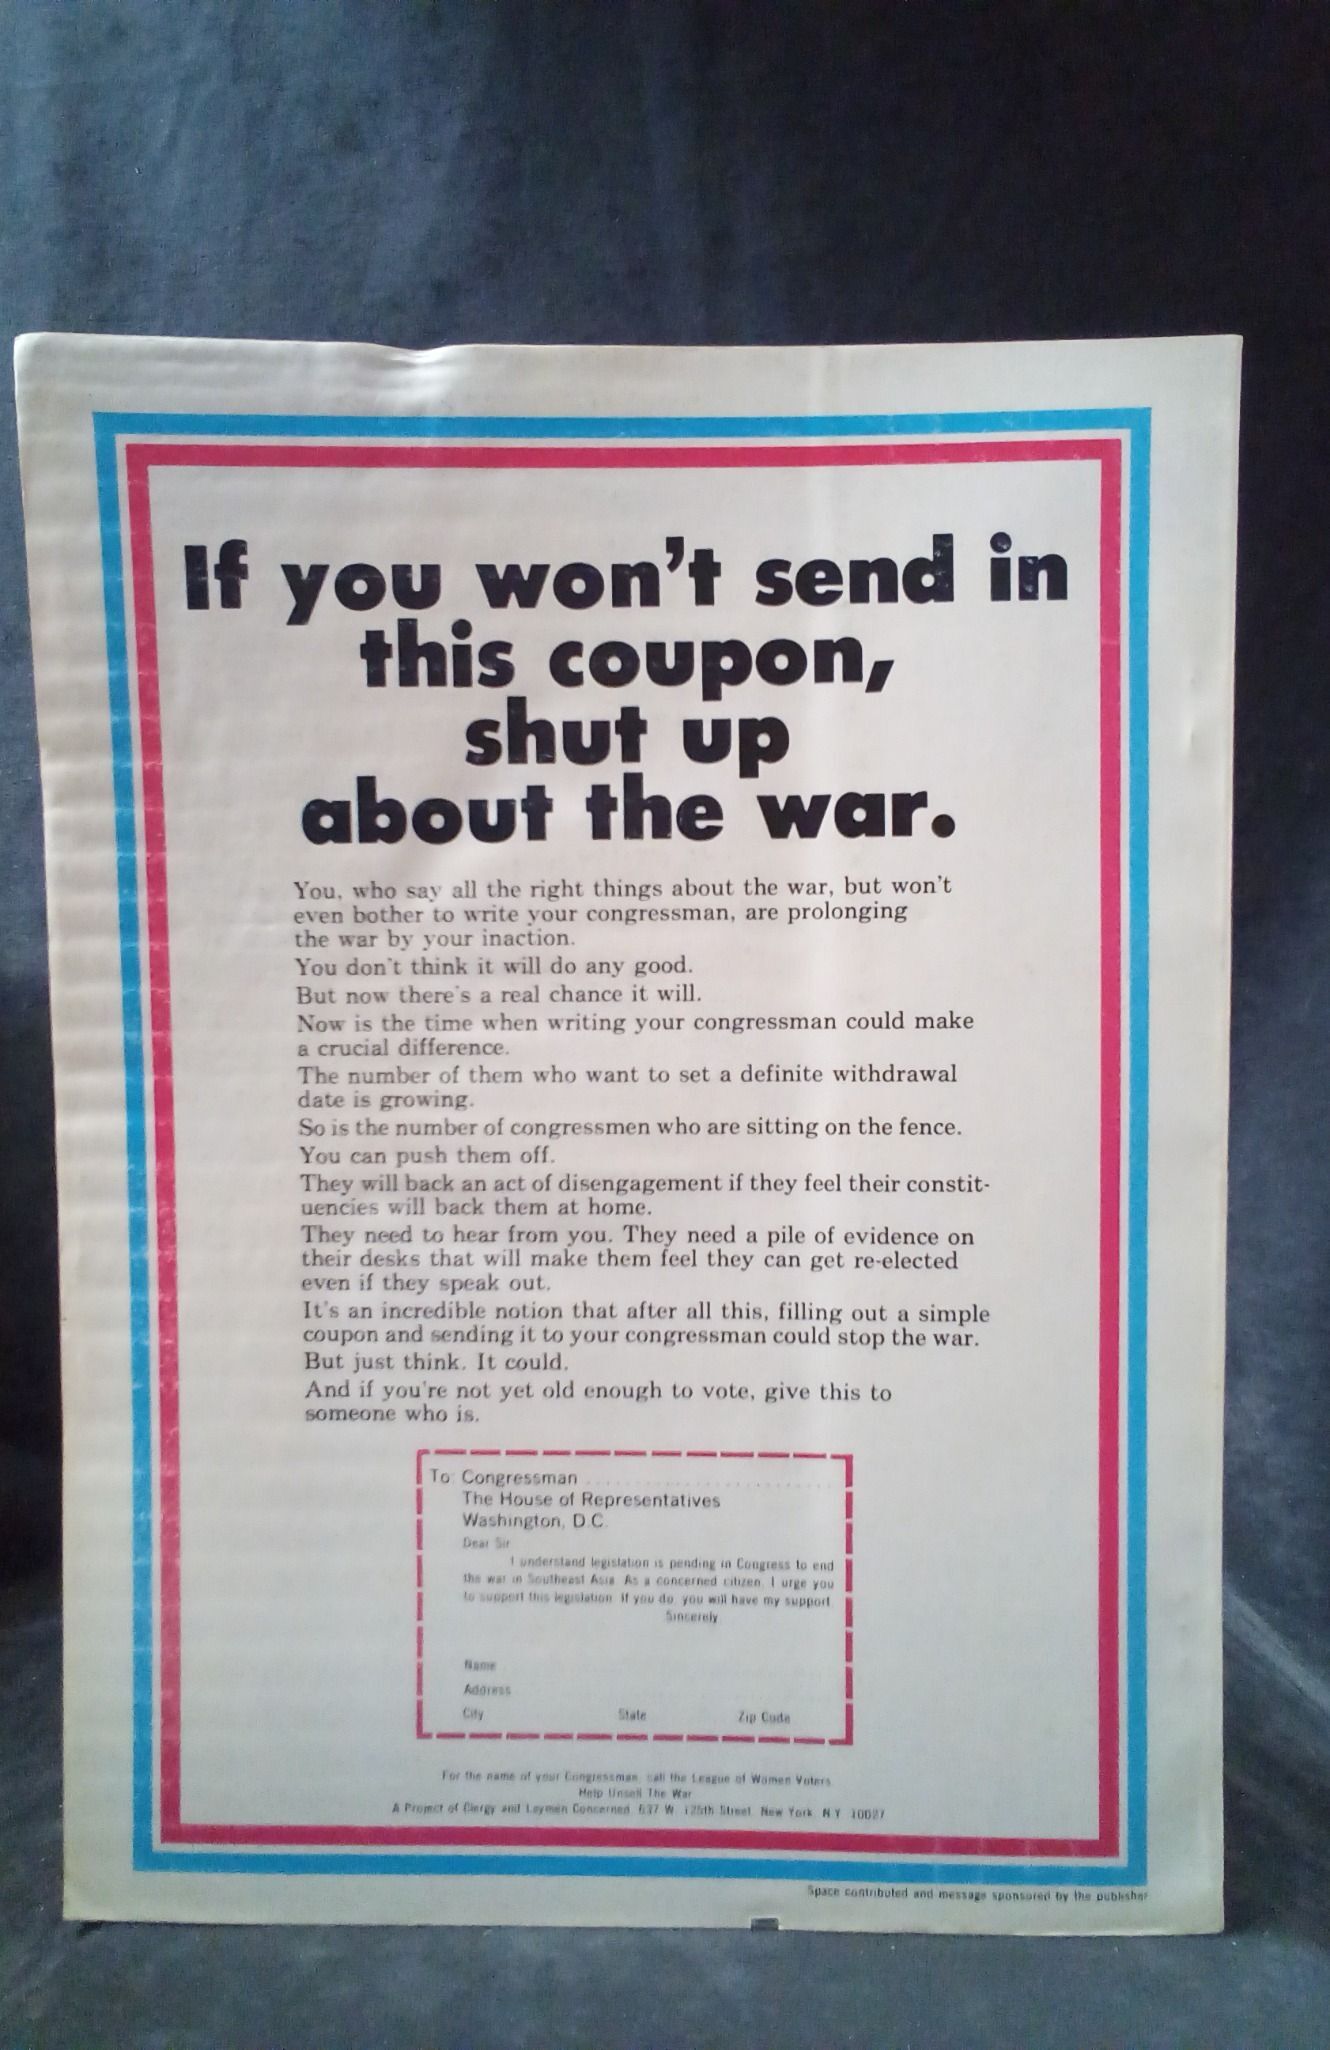 If you won't send in
this coupon,
shut up
about the war.
You, who say all the right things about the war, but won't
even bother to write your congressman, are prolonging
the war by your inaction.
You don't think it will do any good.
But now there's a real chance it will.
Now is the time when writing your congressman could make
a crucial difference.
The number of them who want to set a definite withdrawal
date is growing.
So is the number of congressmen who are sitting on the fence.
You can push them off.
They will back an act of disengagement if they feel their constit-
uencies will back them at home.
They need to hear from you. They need a pile of evidence on
their desks that will make them feel they can get re-elected
even if they speak out.
It's an incredible notion that after all this, filling out a simple
coupon and sending it to your congressman could stop the war.
But just think. It could.
And if you're not yet old enough to vote, give this to
someone who is.
To: Congressman ....................
The House of Representatives
Washington, D.C.
Dear Sir
I understand legislation is pending in Congress to end
the war in Southeast Asia. As a concerned citizen, I urge you
to support this legislation. If you do, you will have my support.
Sincerely
Name
Address
City State Zip Code
For the name of your Congressman, call the League of Women Voters.
Help Unsell The War
A Project of Clergy and Laymen Concerned, 637 W. 125th Street, New York, N.Y. 10027
Space contributed and message sponsored by the publisher